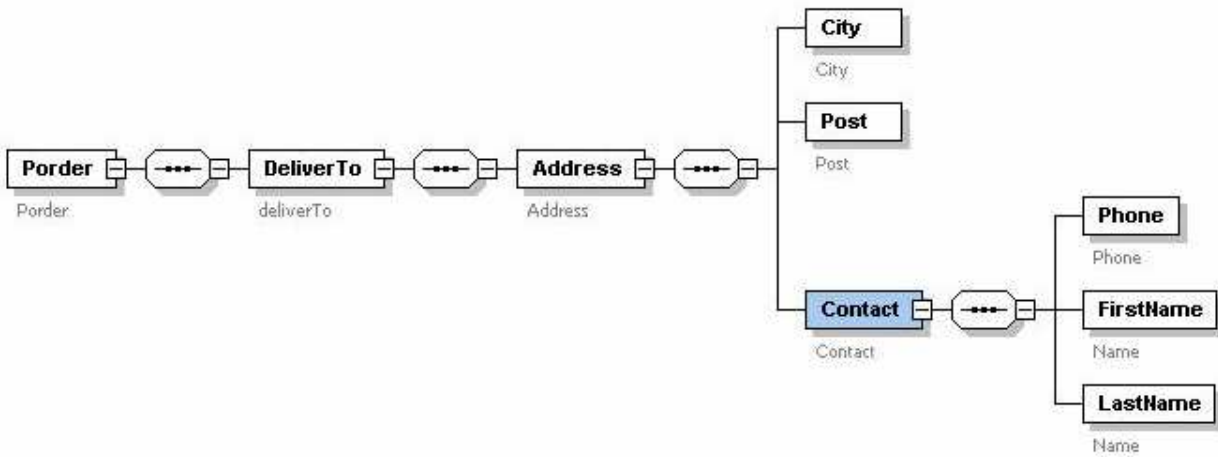 Porder
Porder
DeliverTo
deliverTo
Address
Address
City
City
Post
Post
Contact
Contact
Phone
Phone
FirstName
Name
LastName
Name